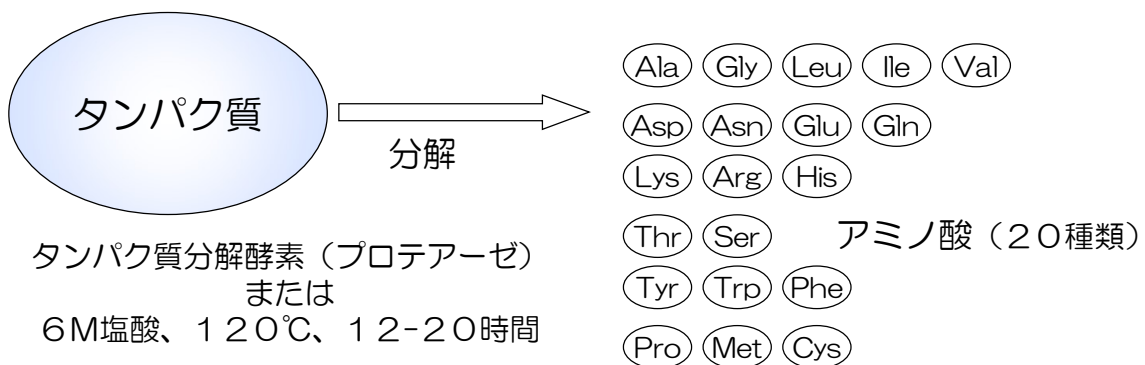 タンパク質
分解
タンパク質分解酵素（プロテアーゼ）
または
６Ｍ塩酸、１２０℃、１２-２０時間
Ala Gly Leu Ile Val
Asp Asn Glu Gln
Lys Arg His
Thr Ser アミノ酸（２０種類）
Tyr Trp Phe
Pro Met Cys